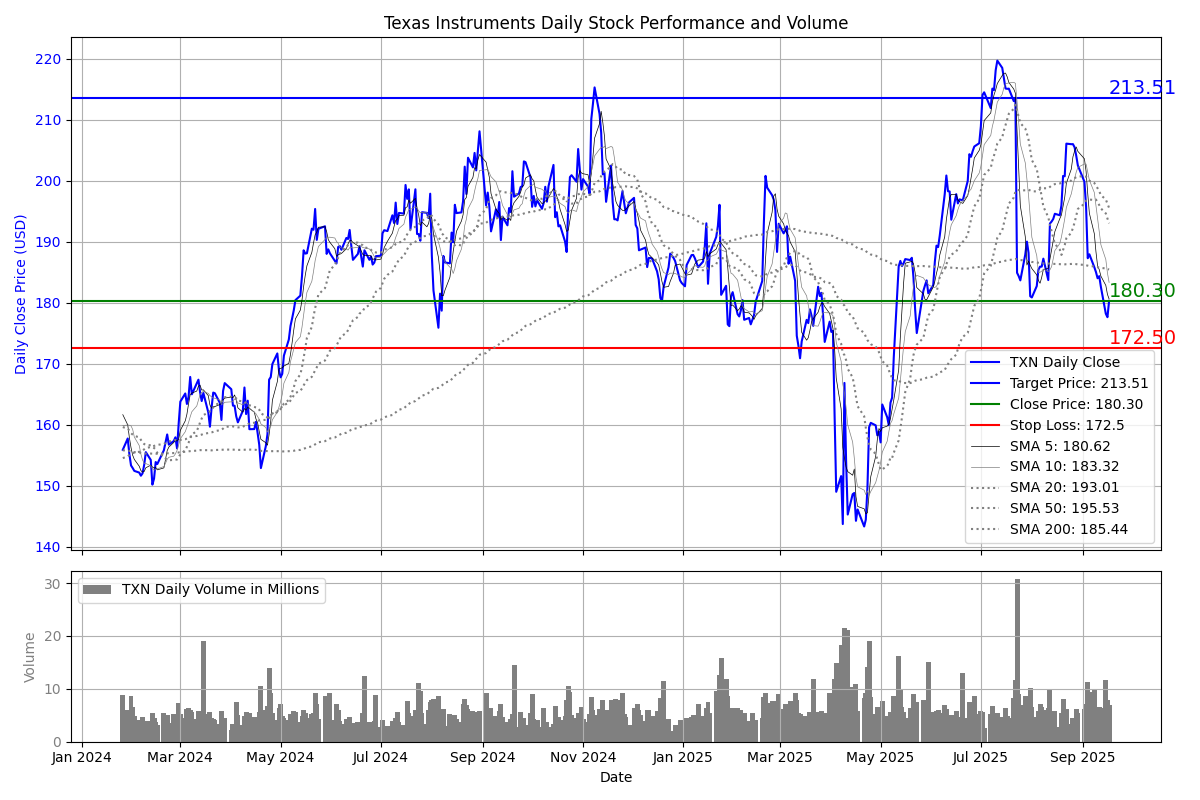 Texas Instruments Daily Stock Performance and Volume
Daily Close Price (USD)
220
210
200
190
180
170
160
150
140
213.51
180.30
172.50
TXN Daily Close
Target Price: 213.51
Close Price: 180.30
Stop Loss: 172.5
SMA 5: 180.62
SMA 10: 183.32
SMA 20: 193.01
SMA 50: 195.53
SMA 200: 185.44
Volume
30
20
10
0
TXN Daily Volume in Millions
Jan 2024 Mar 2024 May 2024 Jul 2024 Sep 2024 Nov 2024 Jan 2025 Mar 2025 May 2025 Jul 2025 Sep 2025
Date